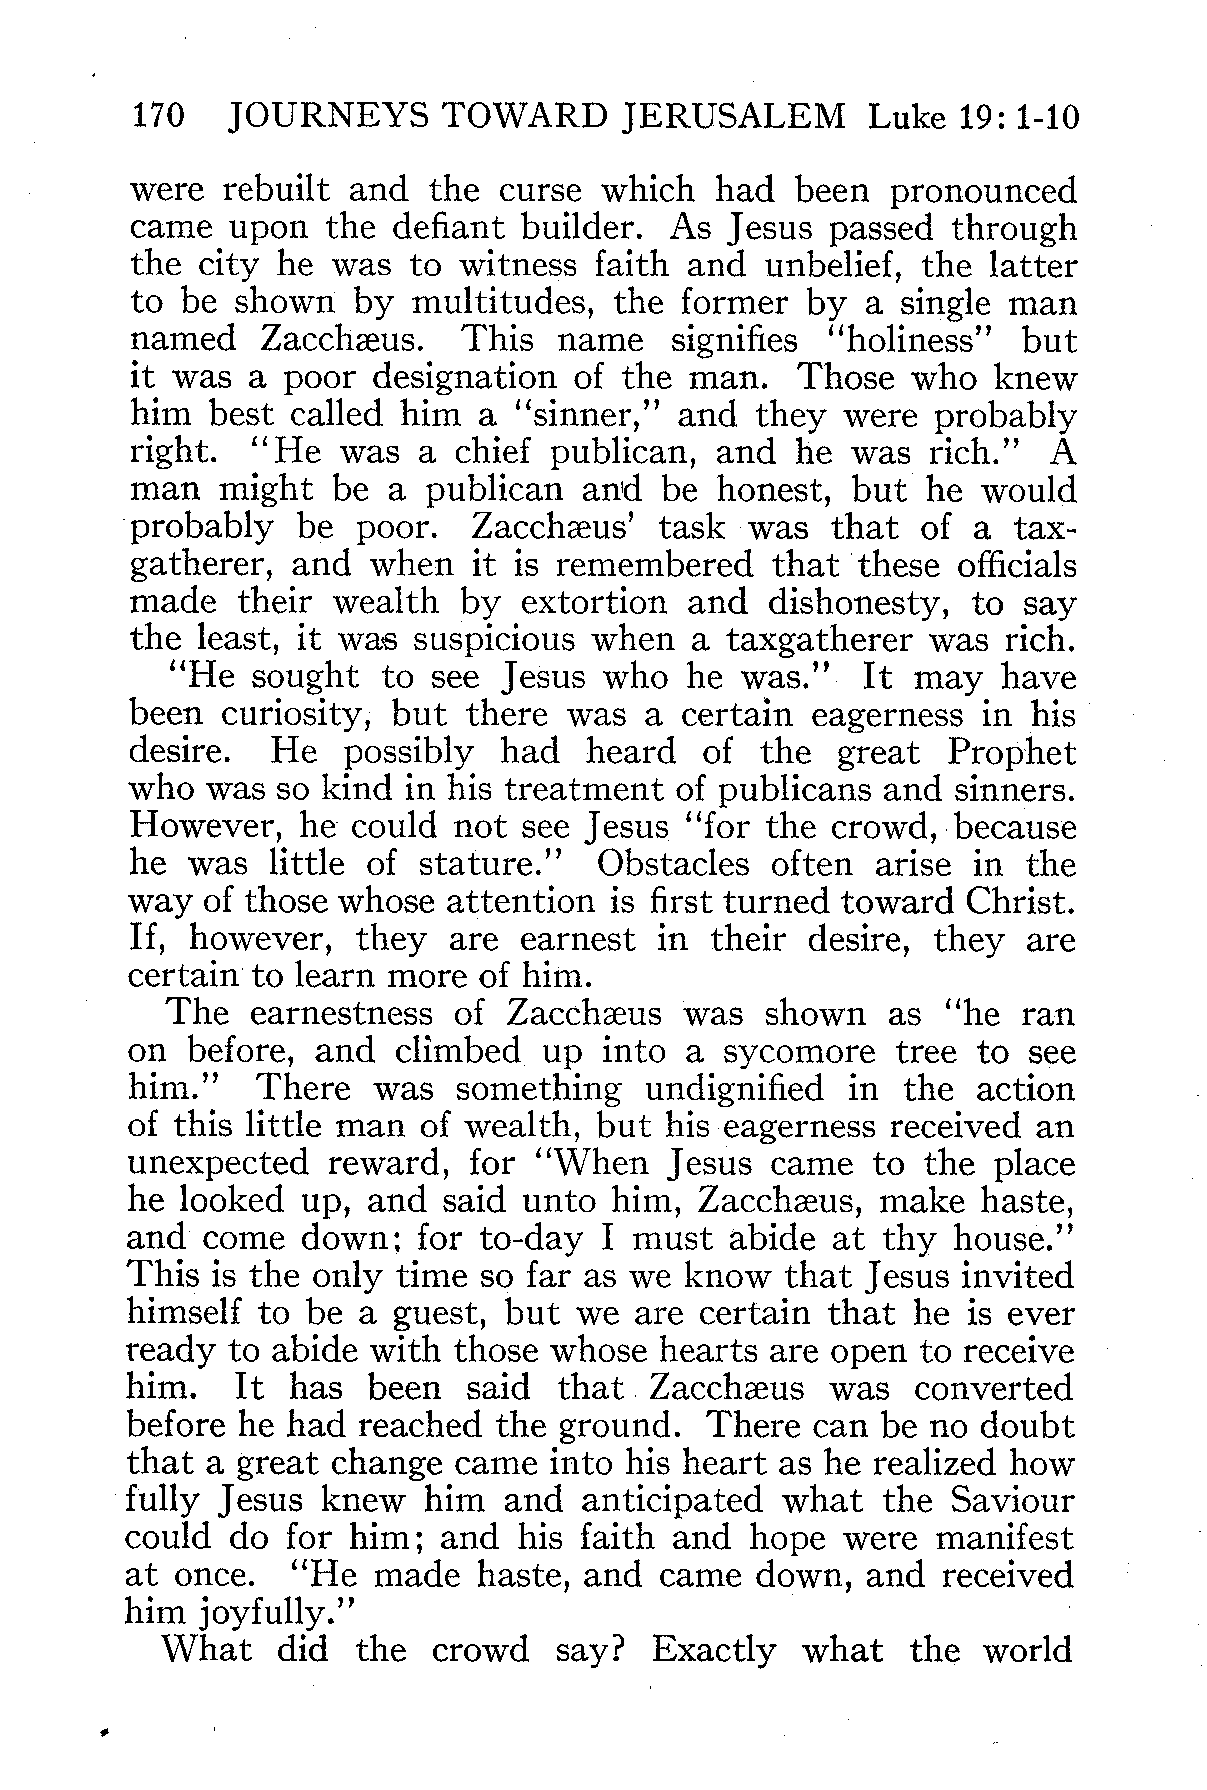 170 JOURNEYS TOWARD JERUSALEM Luke 19: 1-10
were rebuilt and the curse which had been pronounced
came upon the defiant builder. As Jesus passed through
the city he was to witness faith and unbelief, the latter
to be shown by multitudes, the former by a single man
named Zacchæus. This name signifies “holiness” but
it was a poor designation of the man. Those who knew
him best called him a “sinner,” and they were probably
right. “He was a chief publican, and he was rich.” A
man might be a publican and be honest, but he would
probably be poor. Zacchæus’ task was that of a tax-
gatherer, and when it is remembered that these officials
made their wealth by extortion and dishonesty, to say
the least, it was suspicious when a taxgatherer was rich.
“He sought to see Jesus who he was.” It may have
been curiosity, but there was a certain eagerness in his
desire. He possibly had heard of the great Prophet
who was so kind in his treatment of publicans and sinners.
However, he could not see Jesus “for the crowd, because
he was little of stature.” Obstacles often arise in the
way of those whose attention is first turned toward Christ.
If, however, they are earnest in their desire, they are
certain to learn more of him.
The earnestness of Zacchæus was shown as “he ran
on before, and climbed up into a sycomore tree to see
him.” There was something undignified in the action
of this little man of wealth, but his eagerness received an
unexpected reward, for “When Jesus came to the place
he looked up, and said unto him, Zacchæus, make haste,
and come down; for to-day I must abide at thy house.”
This is the only time so far as we know that Jesus invited
himself to be a guest, but we are certain that he is ever
ready to abide with those whose hearts are open to receive
him. It has been said that Zacchæus was converted
before he had reached the ground. There can be no doubt
that a great change came into his heart as he realized how
fully Jesus knew him and anticipated what the Saviour
could do for him; and his faith and hope were manifest
at once. “He made haste, and came down, and received
him joyfully.”
What did the crowd say? Exactly what the world